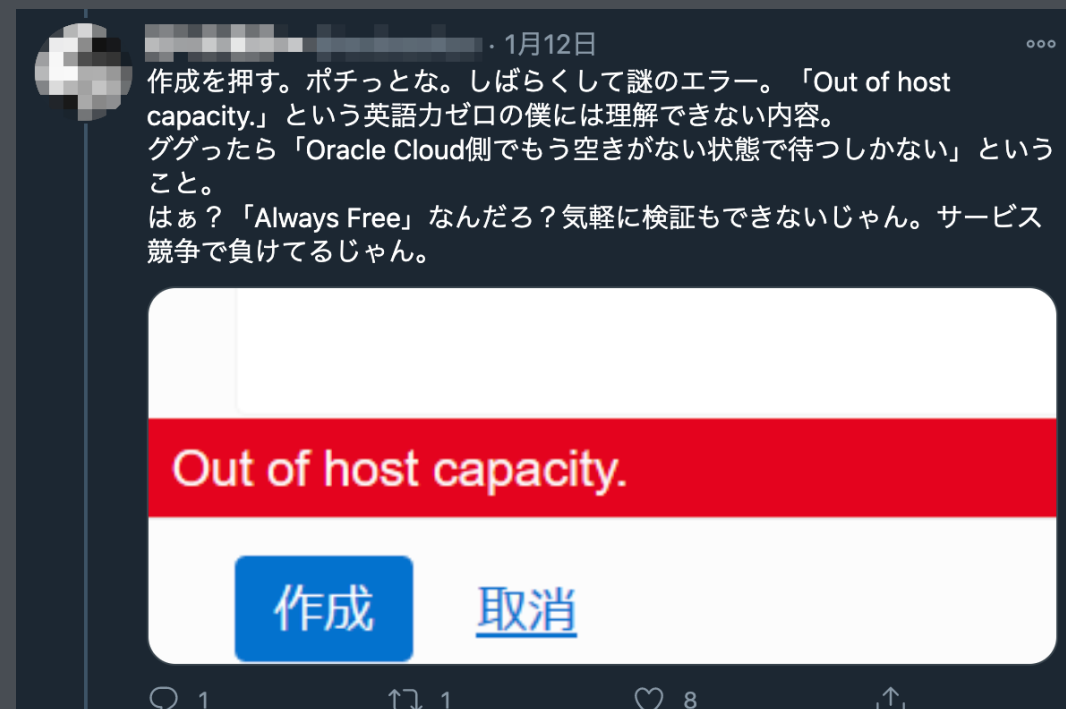 · 1月12日
作成を押す。ポチっとな。しばらくして謎のエラー。「Out of host
capacity.」という英語力ゼロの僕には理解できない内容。
ググったら「Oracle Cloud側でもう空きがない状態で待つしかない」という
こと。
はぁ？「Always Free」なんだろ？気軽に検証もできないじゃん。サービス
競争で負けてるじゃん。
Out of host capacity.
作成 取消
1 1 8